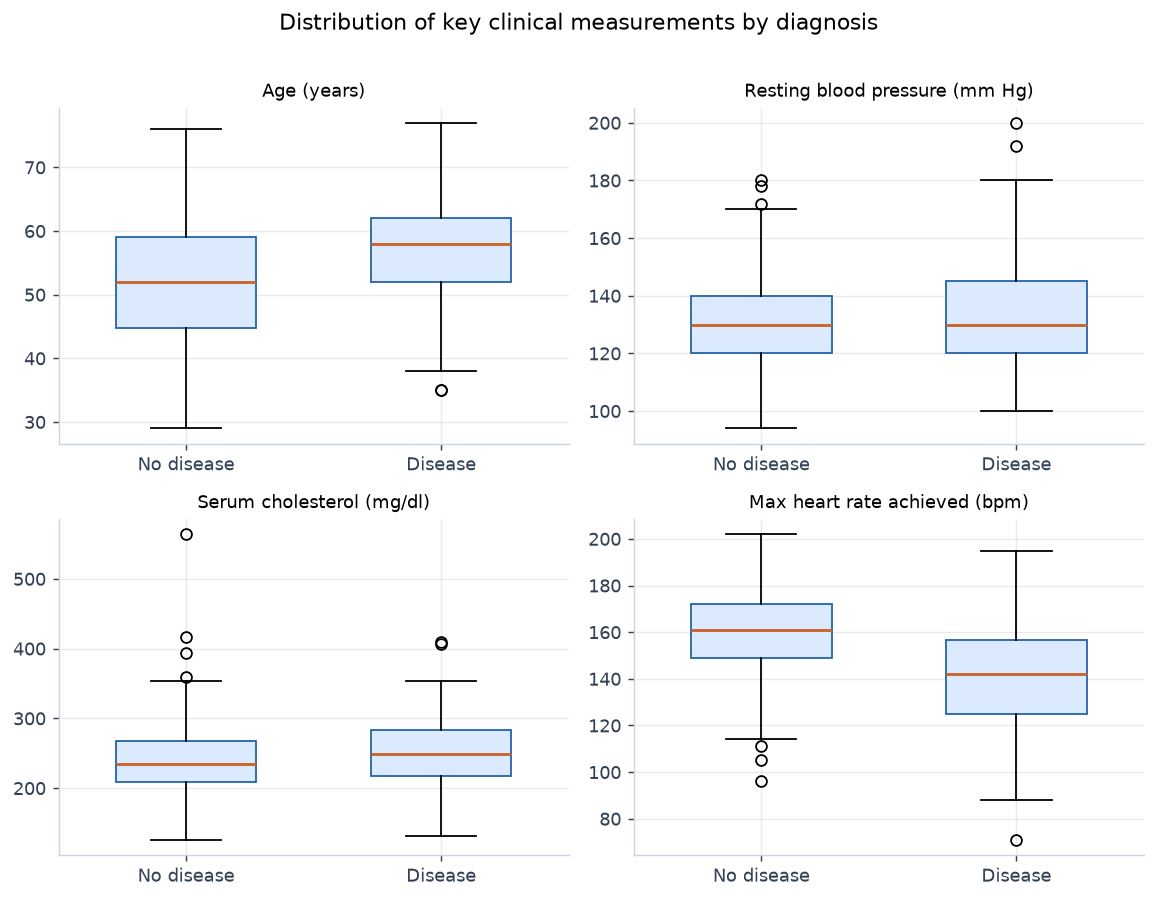 Distribution of key clinical measurements by diagnosis
Age (years)
70
60
50
40
30
No disease
Disease
Resting blood pressure (mm Hg)
200
180
160
140
120
100
No disease
Disease
Serum cholesterol (mg/dl)
500
400
300
200
No disease
Disease
Max heart rate achieved (bpm)
200
180
160
140
120
100
80
No disease
Disease